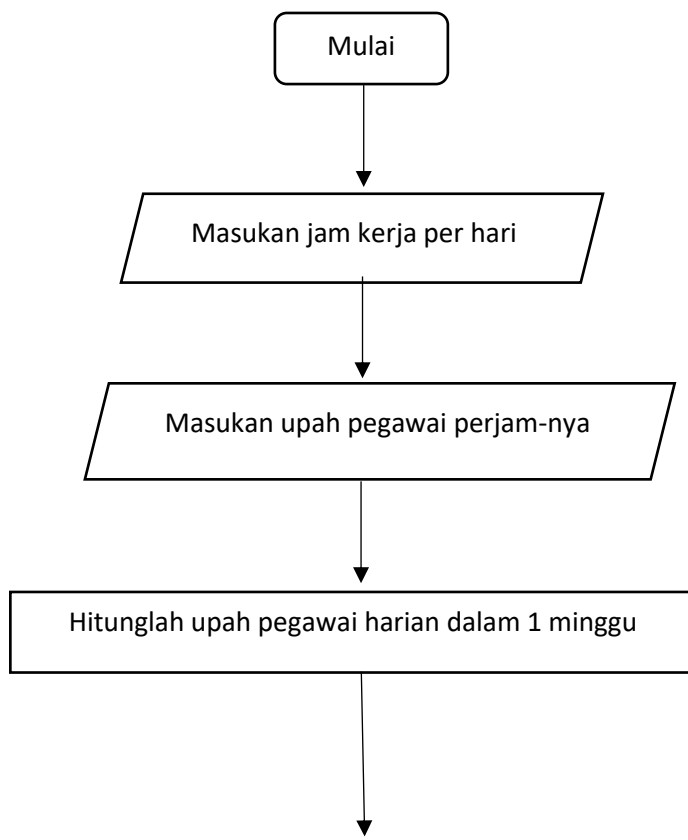 Mulai
Masukan jam kerja per hari
Masukan upah pegawai perjam-nya
Hitunglah upah pegawai harian dalam 1 minggu